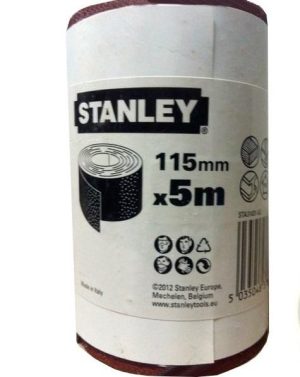 STANLEY
®
115mm
x5m
Made in Italy
©2012 Stanley Europe,
Mechelen, Belgium
www.stanleytools.eu